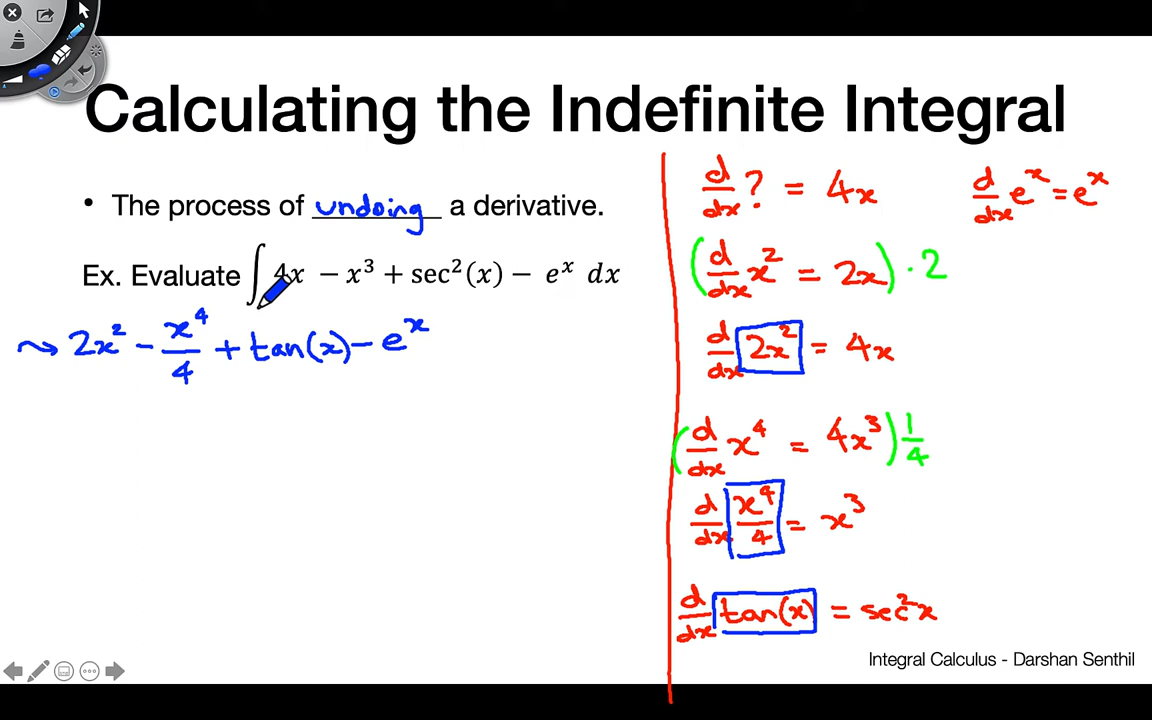 Calculating the Indefinite Integral
• The process of undoing a derivative.
Ex. Evaluate ∫ 4x − x³ + sec²(x) − eˣ dx
⇝ 2x² − x⁴/4 + tan(x) − eˣ
d/dx ? = 4x
d/dx eˣ = eˣ
(d/dx x² = 2x) · 2
d/dx 2x² = 4x
(d/dx x⁴ = 4x³) 1/4
d/dx x⁴/4 = x³
d/dx tan(x) = sec²x
Integral Calculus - Darshan Senthil